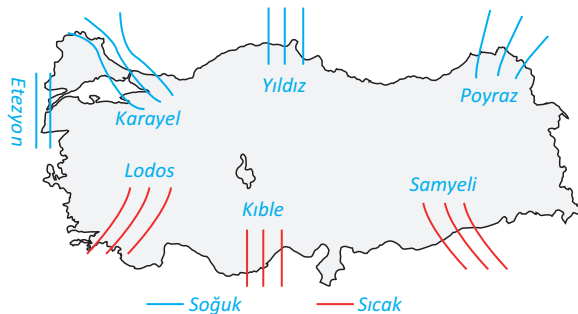 Etezyon
Karayel
Yıldız
Poyraz
Lodos
Kıble
Samyeli
Soğuk
Sıcak